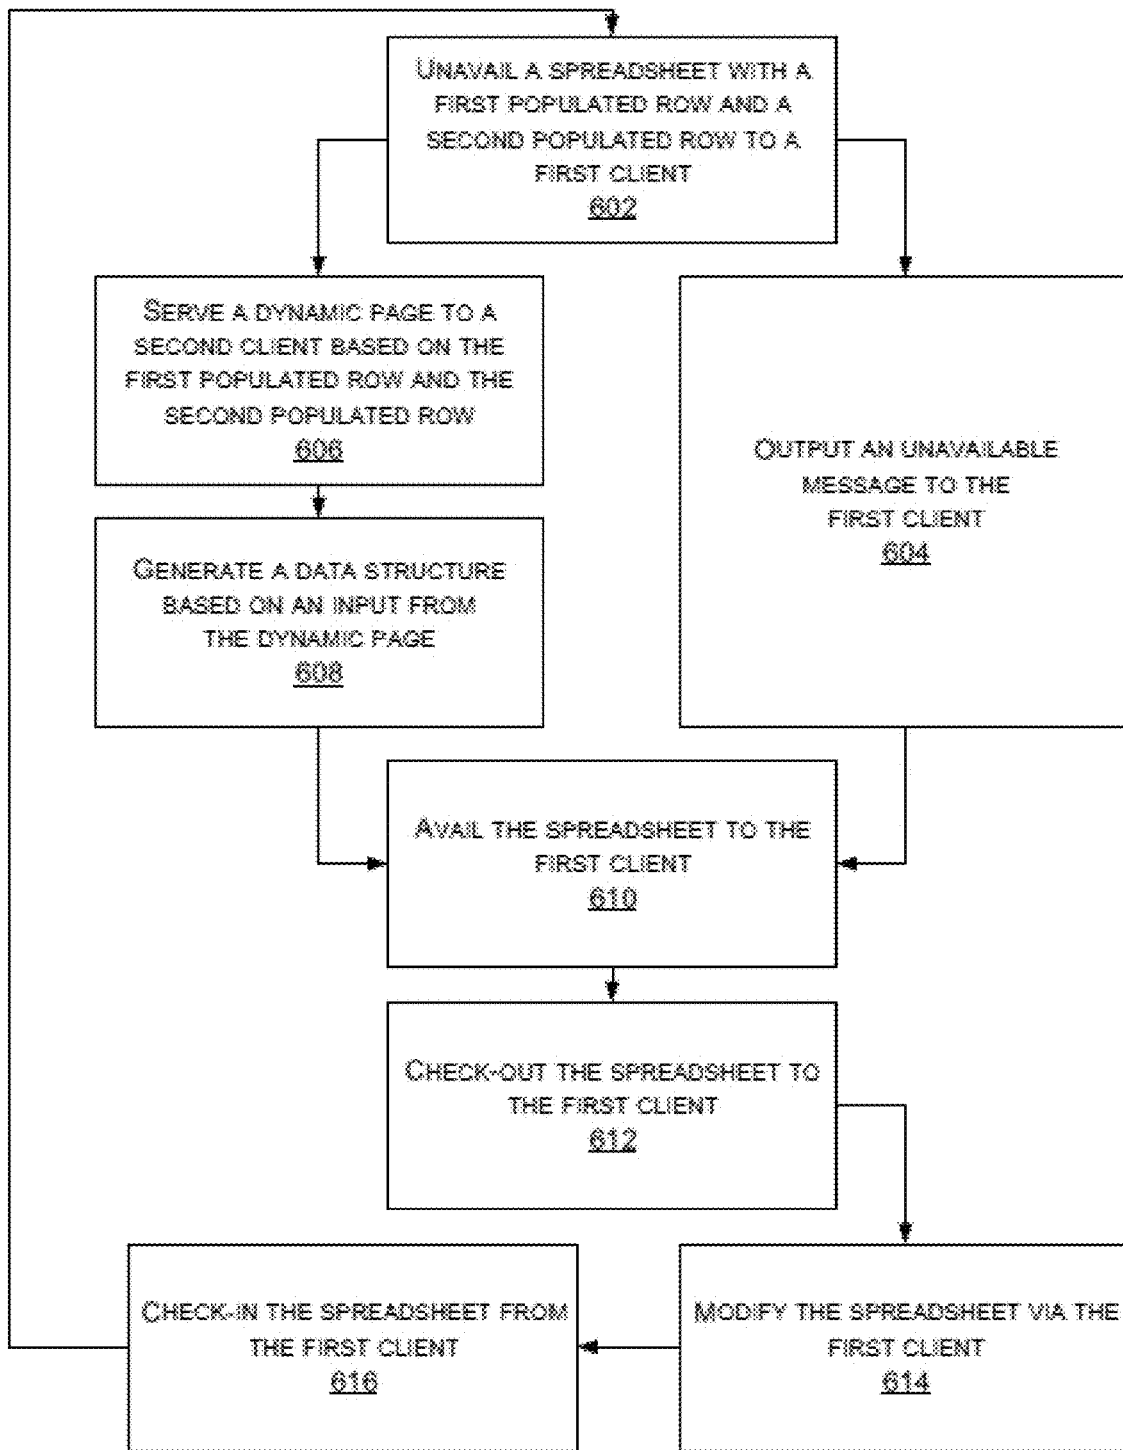 UNAVAIL A SPREADSHEET WITH A
FIRST POPULATED ROW AND A
SECOND POPULATED ROW TO A
FIRST CLIENT
602
SERVE A DYNAMIC PAGE TO A
SECOND CLIENT BASED ON THE
FIRST POPULATED ROW AND THE
SECOND POPULATED ROW
606
OUTPUT AN UNAVAILABLE
MESSAGE TO THE
FIRST CLIENT
604
GENERATE A DATA STRUCTURE
BASED ON AN INPUT FROM
THE DYNAMIC PAGE
608
AVAIL THE SPREADSHEET TO THE
FIRST CLIENT
610
CHECK-OUT THE SPREADSHEET TO
THE FIRST CLIENT
612
CHECK-IN THE SPREADSHEET FROM
THE FIRST CLIENT
616
MODIFY THE SPREADSHEET VIA THE
FIRST CLIENT
614